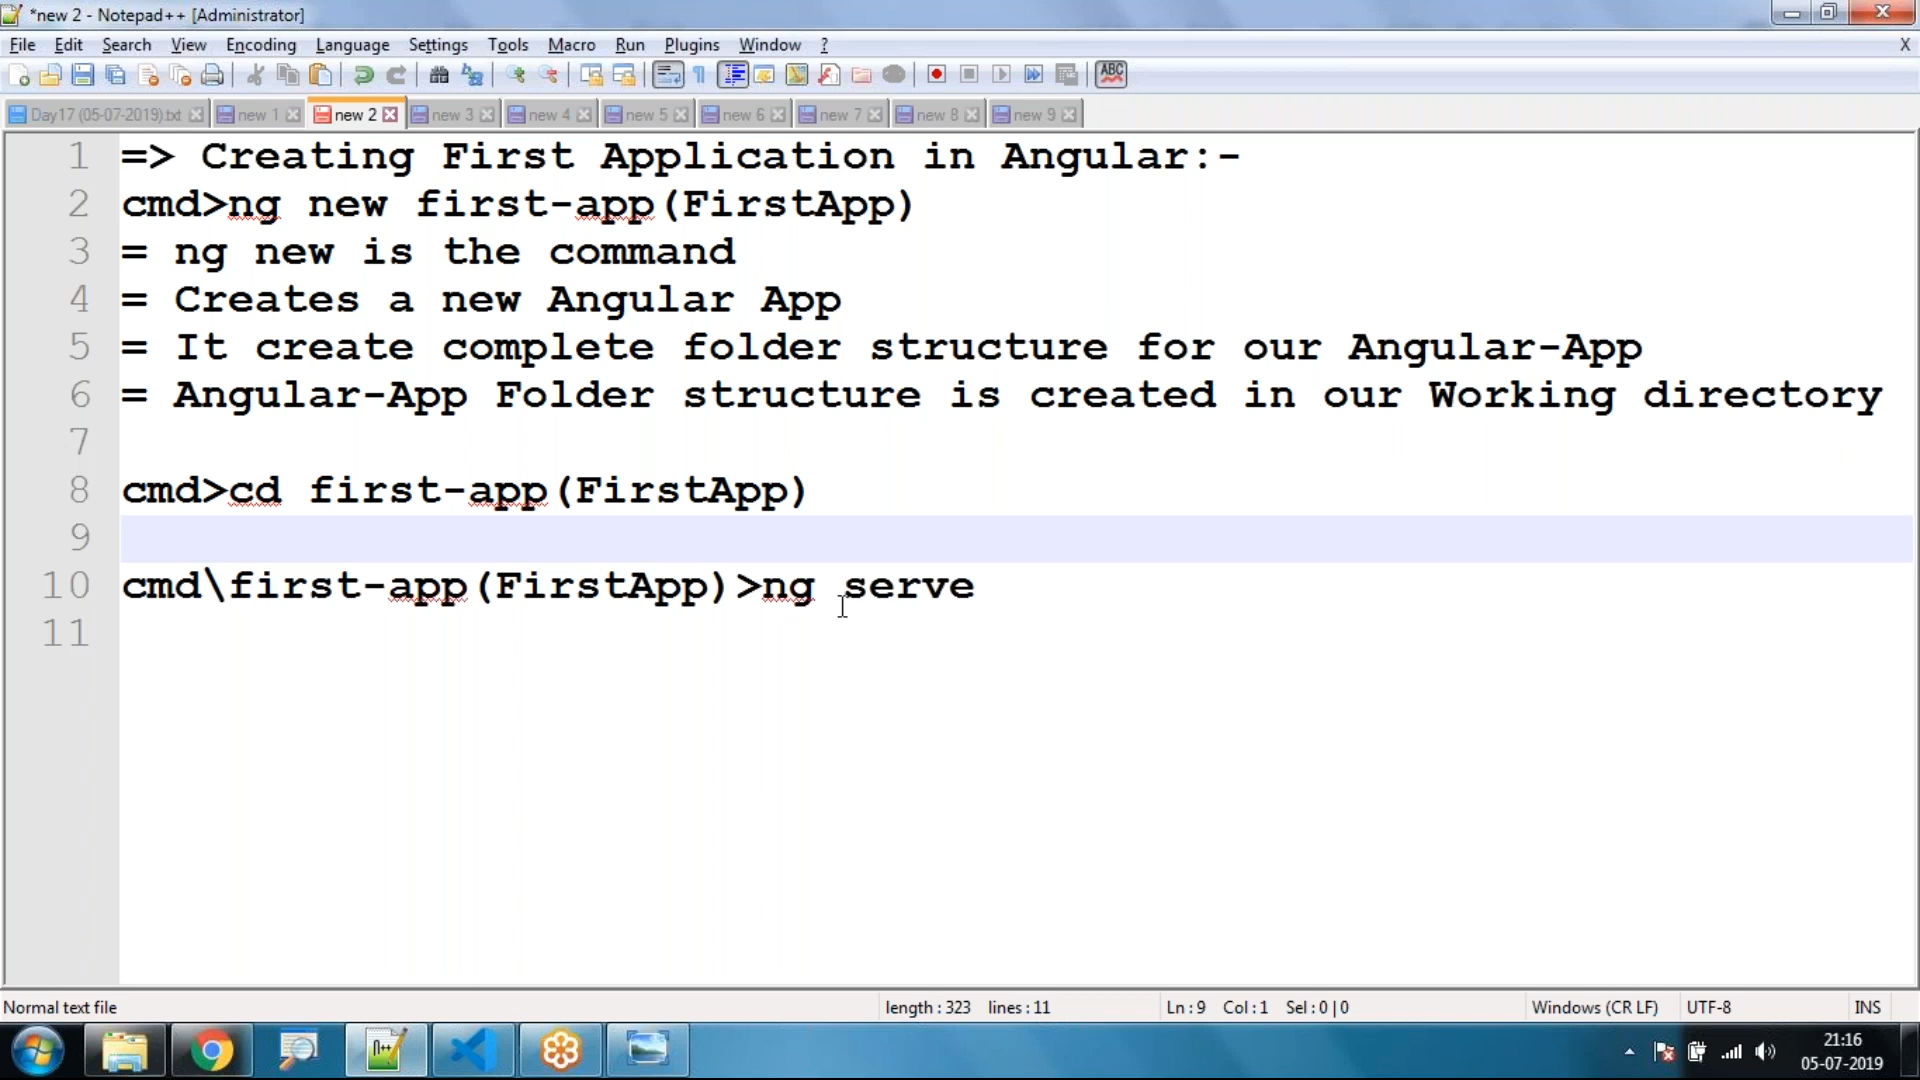 *new 2 - Notepad++ [Administrator]
File Edit Search View Encoding Language Settings Tools Macro Run Plugins Window ? X
ABC
Day17 (05-07-2019).txt new 1 new 2 new 3 new 4 new 5 new 6 new 7 new 8 new 9
1 => Creating First Application in Angular:-
2 cmd>ng new first-app(FirstApp)
3 = ng new is the command
4 = Creates a new Angular App
5 = It create complete folder structure for our Angular-App
6 = Angular-App Folder structure is created in our Working directory
7
8 cmd>cd first-app(FirstApp)
9
10 cmd\first-app(FirstApp)>ng serve
11
Normal text file length : 323 lines : 11 Ln : 9 Col : 1 Sel : 0 | 0 Windows (CR LF) UTF-8 INS
21:16
05-07-2019